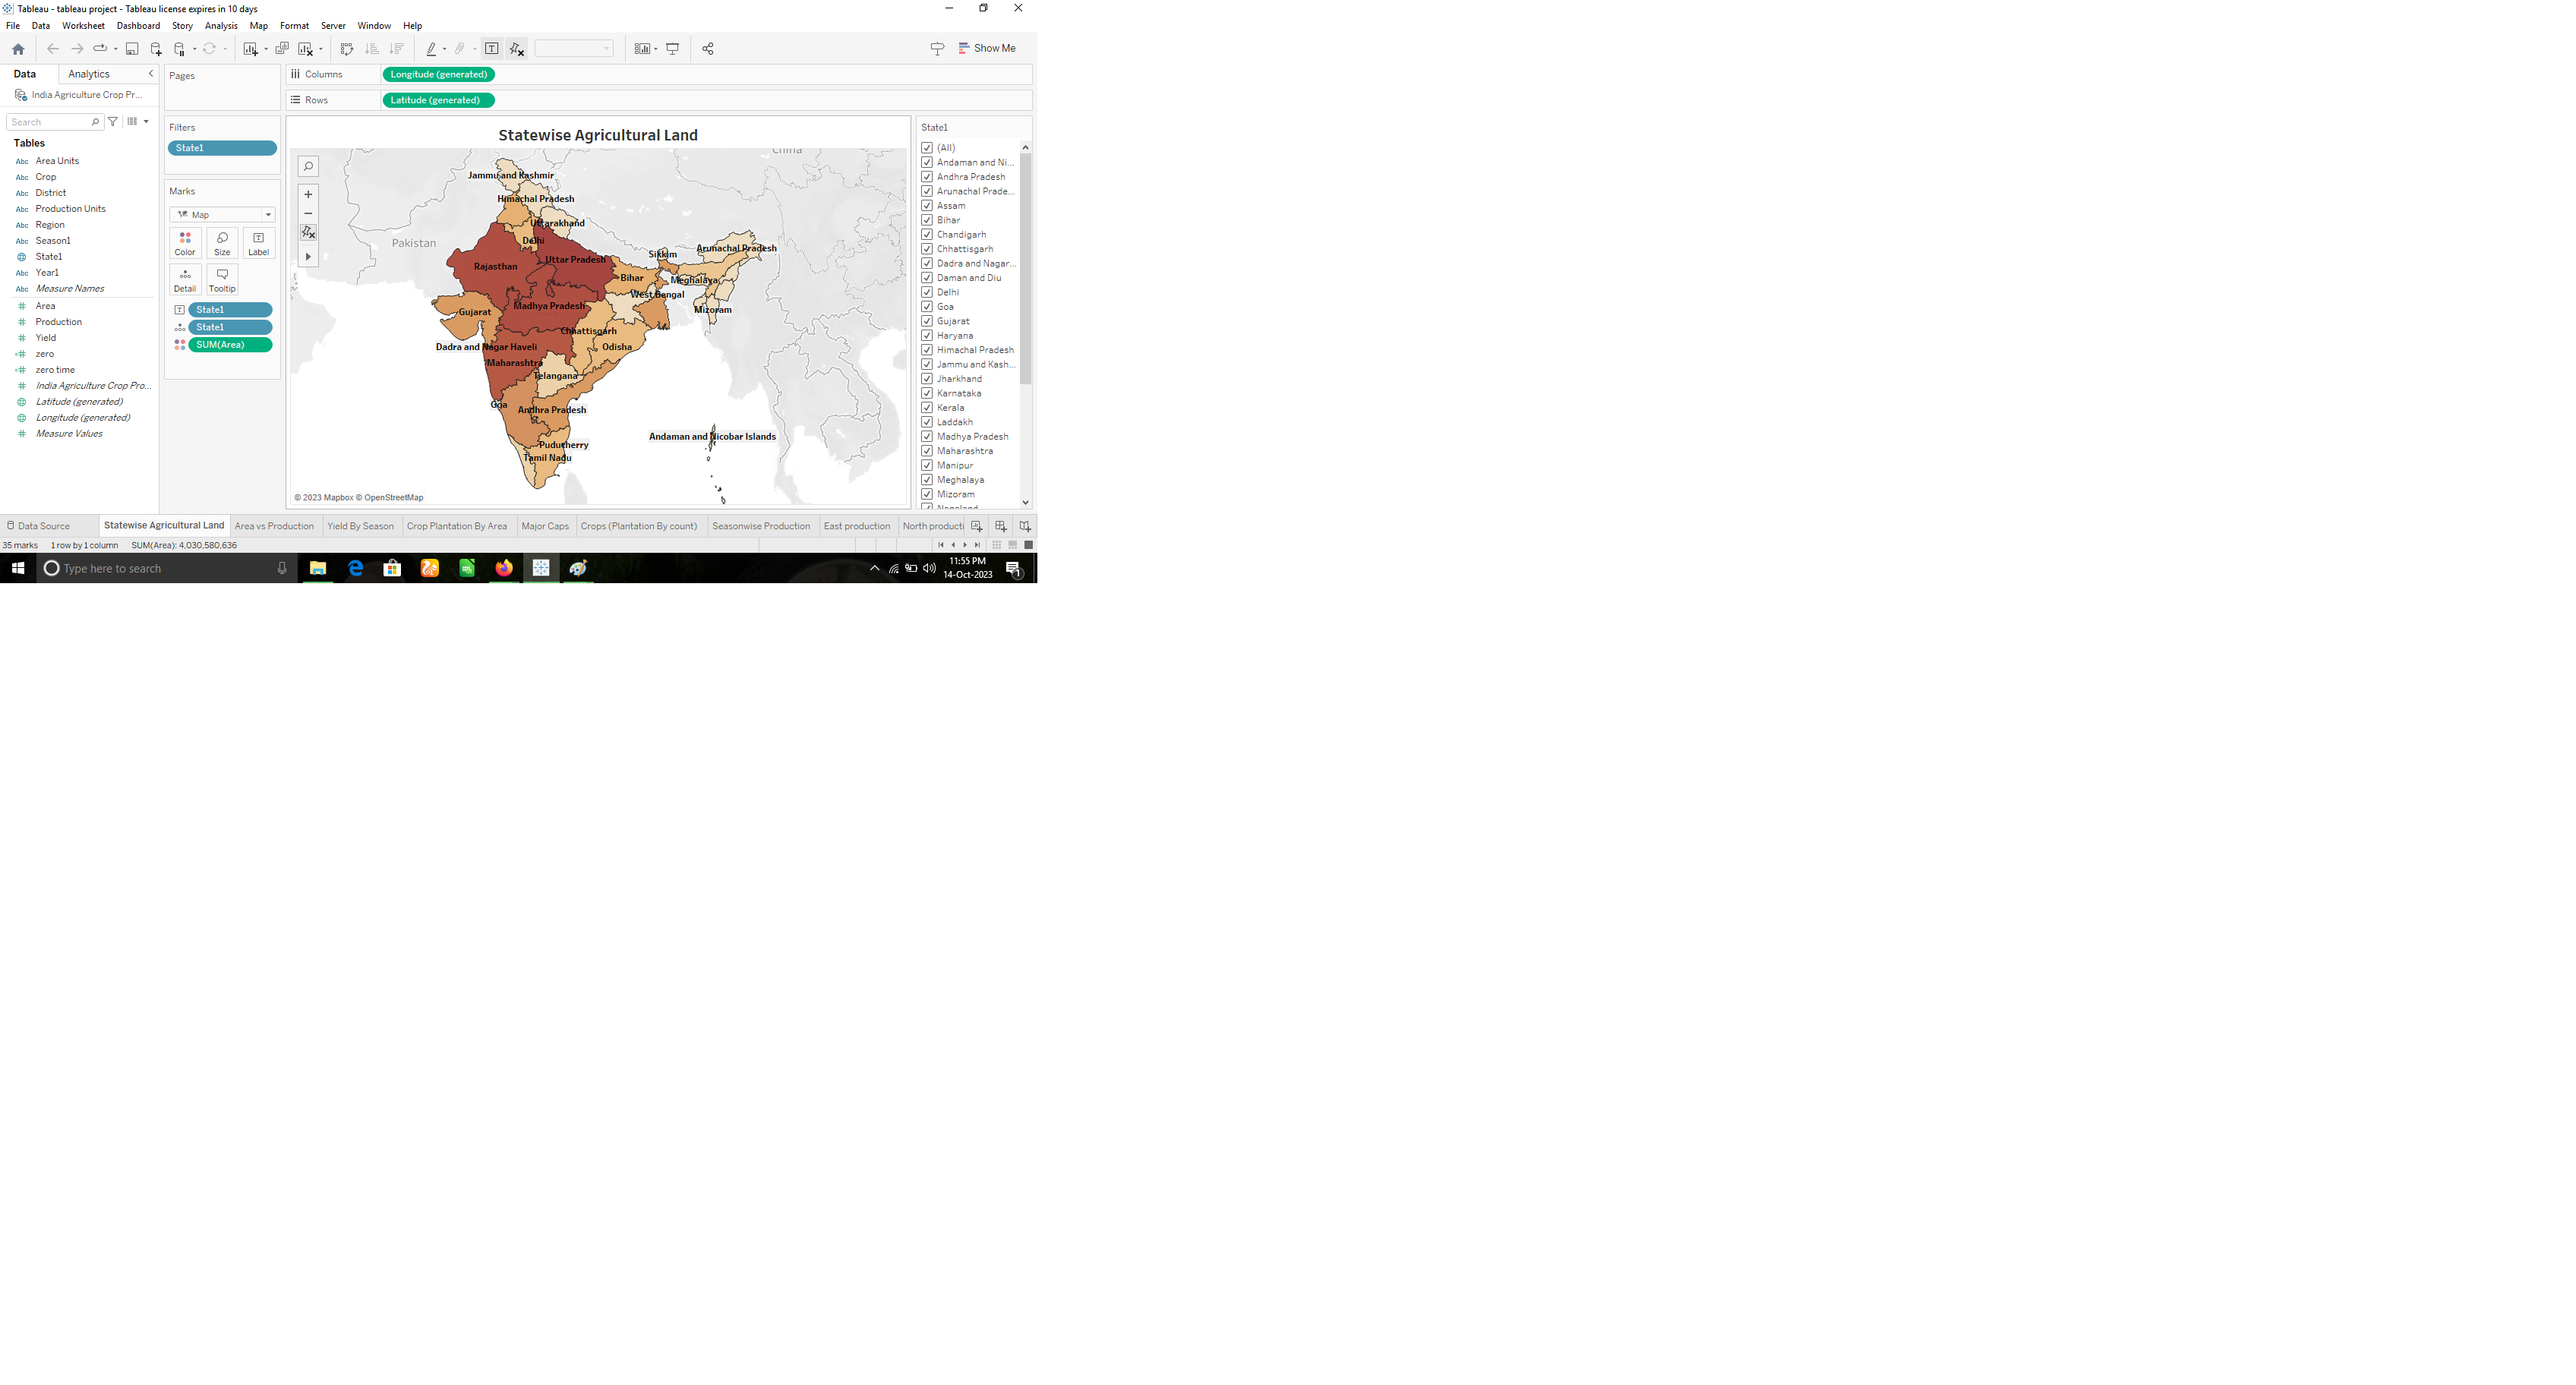 Tableau - tableau project - Tableau license expires in 10 days
File Data Worksheet Dashboard Story Analysis Map Format Server Window Help
Show Me
Data Analytics
India Agriculture Crop Pr...
Search
Tables
Abc Area Units
Abc Crop
Abc District
Abc Production Units
Abc Region
Abc Season1
State1
Abc Year1
Abc Measure Names
Area
Production
Yield
zero
zero time
India Agriculture Crop Pro...
Latitude (generated)
Longitude (generated)
Measure Values
Pages
Filters
State1
Marks
Map
Color Size Label
Detail Tooltip
State1
State1
SUM(Area)
Columns Longitude (generated)
Rows Latitude (generated)
Statewise Agricultural Land
China
Jammu and Kashmir
Himachal Pradesh
Uttarakhand
Pakistan
Delhi
Arunachal Pradesh
Sikkim
Uttar Pradesh
Rajasthan
Bihar
Meghalaya
West Bengal
Madhya Pradesh
Mizoram
Gujarat
Chhattisgarh
Dadra and Nagar Haveli
Odisha
Maharashtra
Telangana
Goa
Andhra Pradesh
Andaman and Nicobar Islands
Puducherry
Tamil Nadu
© 2023 Mapbox © OpenStreetMap
State1
(All)
Andaman and Ni...
Andhra Pradesh
Arunachal Prade...
Assam
Bihar
Chandigarh
Chhattisgarh
Dadra and Nagar...
Daman and Diu
Delhi
Goa
Gujarat
Haryana
Himachal Pradesh
Jammu and Kash...
Jharkhand
Karnataka
Kerala
Laddakh
Madhya Pradesh
Maharashtra
Manipur
Meghalaya
Mizoram
Nagaland
Data Source Statewise Agricultural Land Area vs Production Yield By Season Crop Plantation By Area Major Caps Crops (Plantation By count) Seasonwise Production East production North producti
35 marks 1 row by 1 column SUM(Area): 4,030,580,636
Type here to search
11:55 PM
14-Oct-2023
1